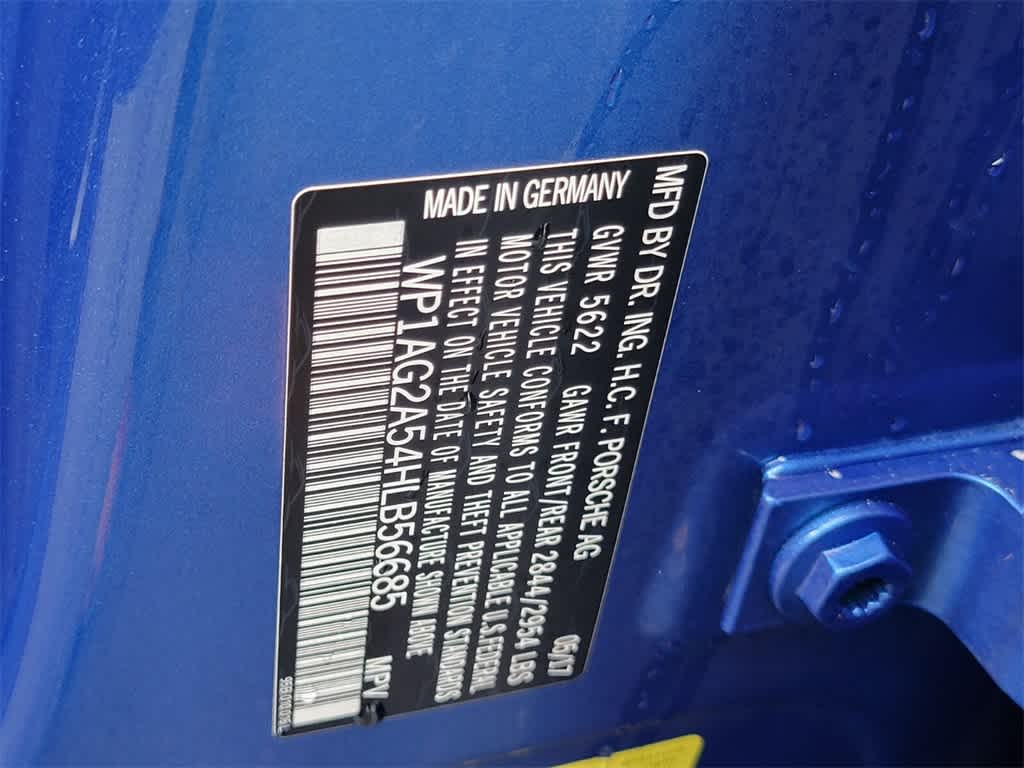 MFD BY DR. ING. H.C. F. PORSCHE AG
MADE IN GERMANY
05/17
GVWR 5622 GAWR FRONT/REAR 2844/2954 LBS
THIS VEHICLE CONFORMS TO ALL APPLICABLE U.S. FEDERAL
MOTOR VEHICLE SAFETY AND THEFT PREVENTION STANDARDS
IN EFFECT ON THE DATE OF MANUFACTURE SHOWN ABOVE
WP1AG2A54HLB56685 MPV